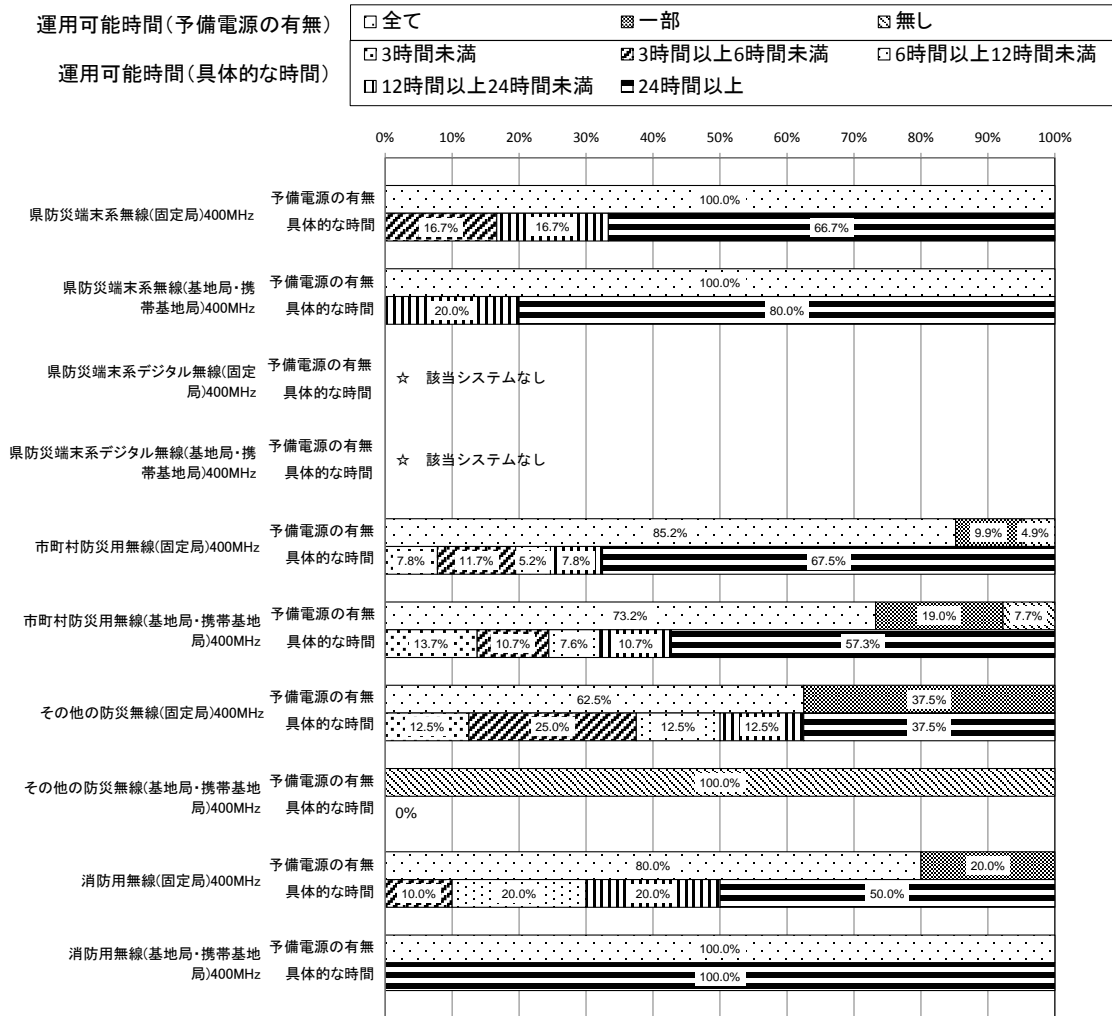 運用可能時間(予備電源の有無)
全て 一部 無し
運用可能時間(具体的な時間)
3時間未満 3時間以上6時間未満 6時間以上12時間未満
12時間以上24時間未満 24時間以上
0% 10% 20% 30% 40% 50% 60% 70% 80% 90% 100%
県防災端末系無線(固定局)400MHz
予備電源の有無
100.0%
具体的な時間
16.7% 16.7% 66.7%
県防災端末系無線(基地局・携
帯基地局)400MHz
予備電源の有無
100.0%
具体的な時間
20.0% 80.0%
県防災端末系デジタル無線(固定
局)400MHz
予備電源の有無
具体的な時間
☆ 該当システムなし
県防災端末系デジタル無線(基地局・携
帯基地局)400MHz
予備電源の有無
具体的な時間
☆ 該当システムなし
市町村防災用無線(固定局)400MHz
予備電源の有無
85.2% 9.9% 4.9%
具体的な時間
7.8% 11.7% 5.2% 7.8% 67.5%
市町村防災用無線(基地局・携帯基地
局)400MHz
予備電源の有無
73.2% 19.0% 7.7%
具体的な時間
13.7% 10.7% 7.6% 10.7% 57.3%
その他の防災無線(固定局)400MHz
予備電源の有無
62.5% 37.5%
具体的な時間
12.5% 25.0% 12.5% 12.5% 37.5%
その他の防災無線(基地局・携帯基地
局)400MHz
予備電源の有無
100.0%
具体的な時間
0%
消防用無線(固定局)400MHz
予備電源の有無
80.0% 20.0%
具体的な時間
10.0% 20.0% 20.0% 50.0%
消防用無線(基地局・携帯基地
局)400MHz
予備電源の有無
100.0%
具体的な時間
100.0%